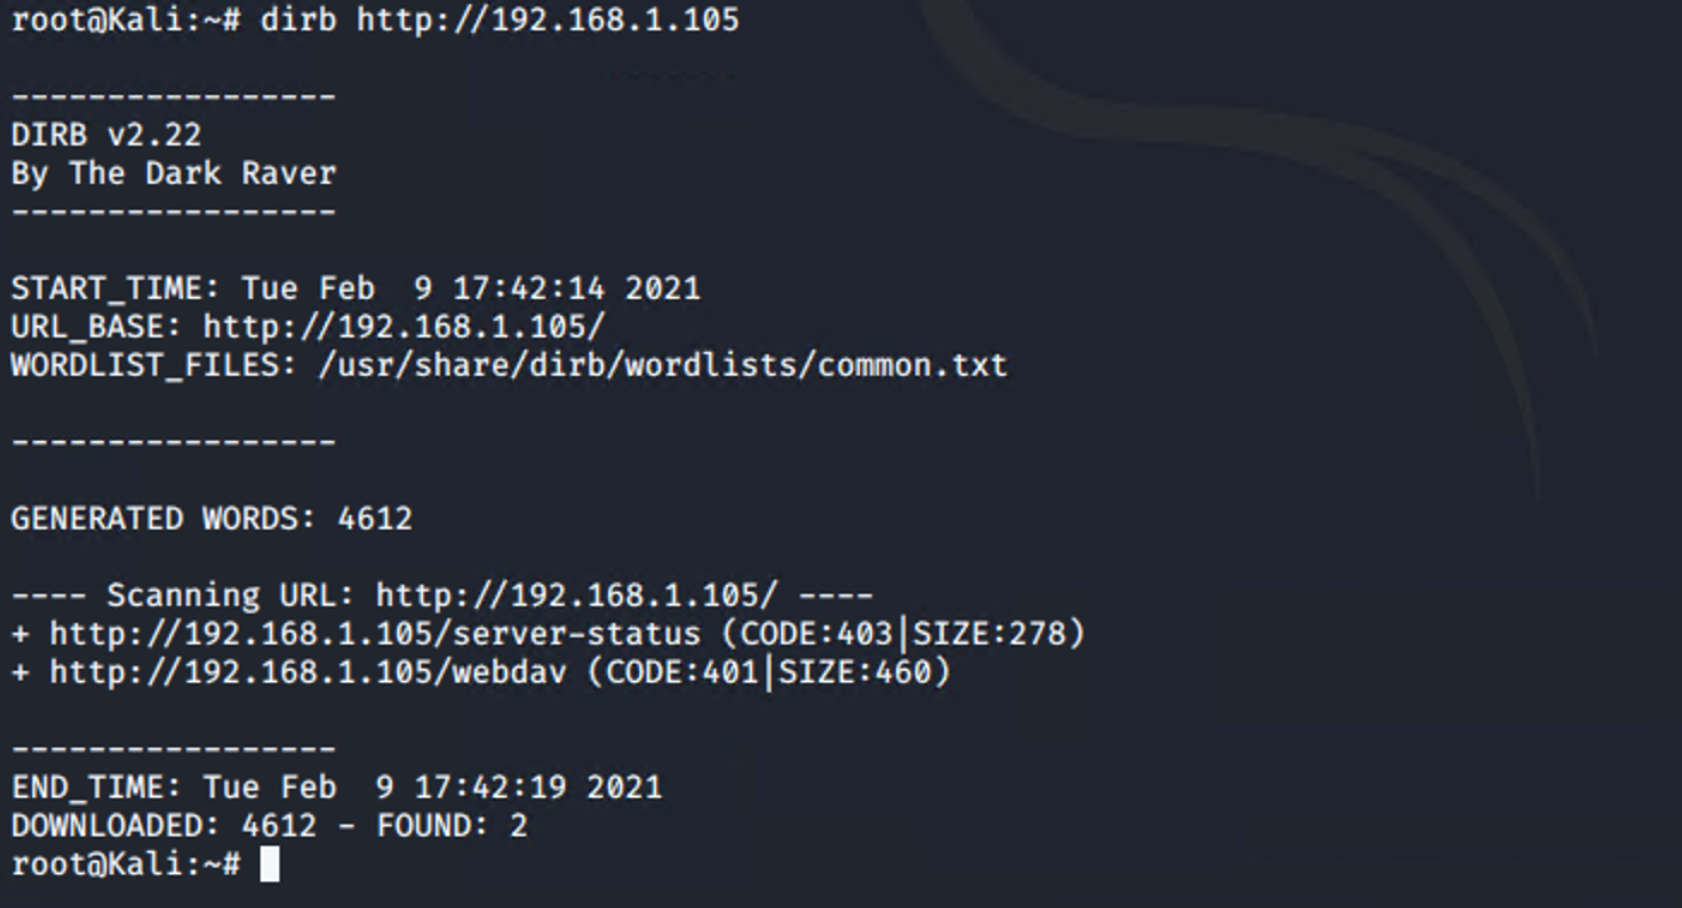 root@Kali:~# dirb http://192.168.1.105
-----------------
DIRB v2.22
By The Dark Raver
-----------------
START_TIME: Tue Feb  9 17:42:14 2021
URL_BASE: http://192.168.1.105/
WORDLIST_FILES: /usr/share/dirb/wordlists/common.txt
-----------------
GENERATED WORDS: 4612
---- Scanning URL: http://192.168.1.105/ ----
+ http://192.168.1.105/server-status (CODE:403|SIZE:278)
+ http://192.168.1.105/webdav (CODE:401|SIZE:460)
-----------------
END_TIME: Tue Feb  9 17:42:19 2021
DOWNLOADED: 4612 - FOUND: 2
root@Kali:~#